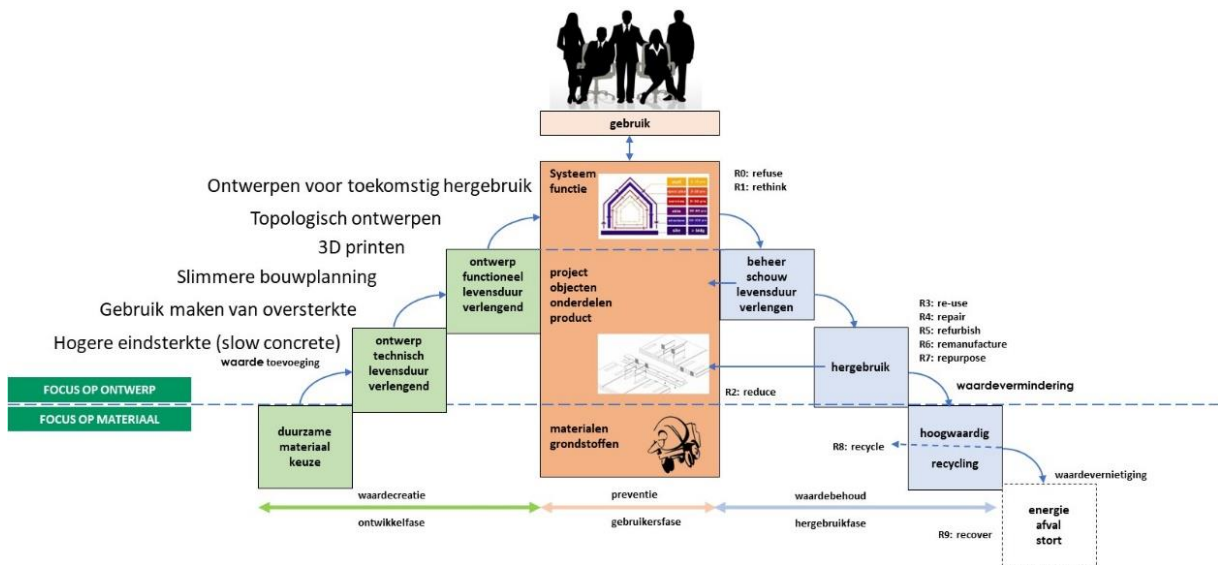 gebruik
Systeem
functie
R0: refuse
R1: rethink
Ontwerpen voor toekomstig hergebruik
Topologisch ontwerpen
3D printen
Slimmere bouwplanning
Gebruik maken van oversterkte
Hogere eindsterkte (slow concrete)
waarde toevoeging
ontwerp
functioneel
levensduur
verlengend
project
objecten
onderdelen
product
beheer
schouw
levensduur
verlengen
R3: re-use
R4: repair
R5: refurbish
R6: remanufacture
R7: repurpose
ontwerp
technisch
levensduur
verlengend
hergebruik
R2: reduce
waardevermindering
FOCUS OP ONTWERP
FOCUS OP MATERIAAL
duurzame
materiaal
keuze
materialen
grondstoffen
hoogwaardig
recycling
R8: recycle
waardevernietiging
waardecreatie
ontwikkelfase
preventie
gebruikersfase
waardebehoud
hergebruikfase
R9: recover
energie
afval
stort